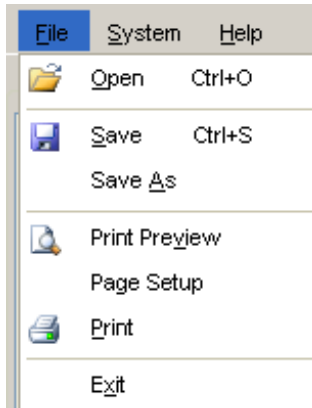 File System Help
Open Ctrl+O
Save Ctrl+S
Save As
Print Preview
Page Setup
Print
Exit